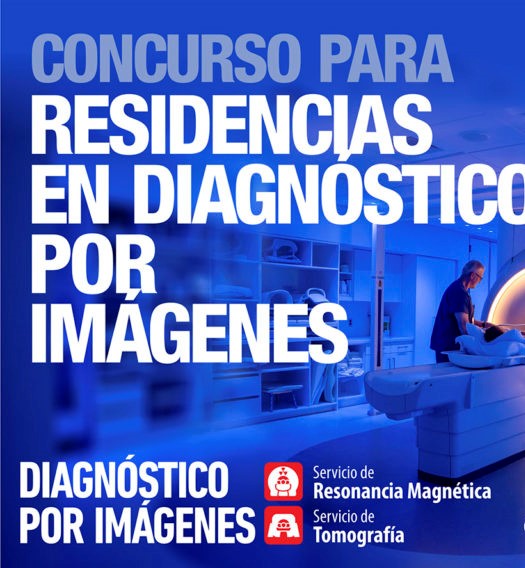 CONCURSO PARA
RESIDENCIAS
EN DIAGNÓSTICO
POR
IMÁGENES
DIAGNÓSTICO
POR IMÁGENES
Servicio de
Resonancia Magnética
Servicio de
Tomografía